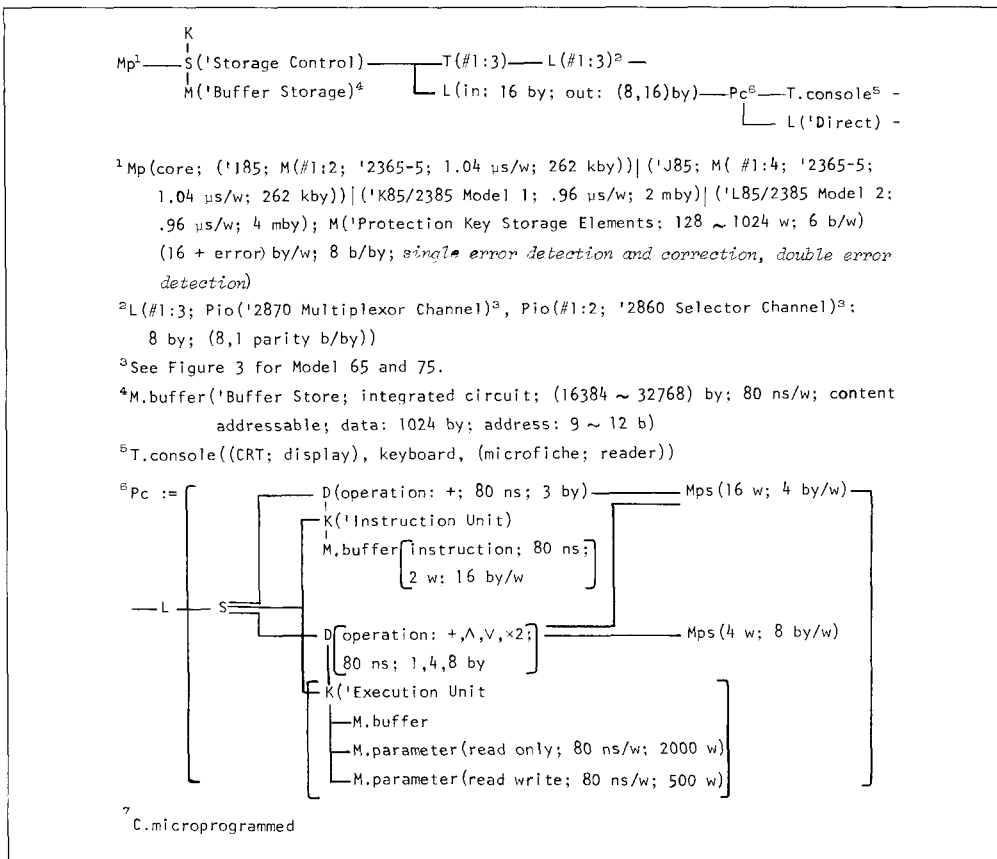 K
Mp¹ S('Storage Control) T(#1:3) L(#1:3)²
M('Buffer Storage)⁴ L(in: 16 by; out: (8,16)by) Pc⁶ T.console⁵
L('Direct)
¹Mp(core; ('I85; M(#1:2; '2365-5; 1.04 μs/w; 262 kby))|('J85; M( #1:4; '2365-5;
1.04 μs/w; 262 kby))|('K85/2385 Model 1; .96 μs/w; 2 mby)|('L85/2385 Model 2;
.96 μs/w; 4 mby); M('Protection Key Storage Elements; 128 ~ 1024 w; 6 b/w)
(16 + error) by/w; 8 b/by; single error detection and correction, double error
detection)
²L(#1:3; Pio('2870 Multiplexor Channel)³, Pio(#1:2; '2860 Selector Channel)³;
8 by; (8,1 parity b/by))
³See Figure 3 for Model 65 and 75.
⁴M.buffer('Buffer Store; integrated circuit; (16384 ~ 32768) by; 80 ns/w; content
addressable; data: 1024 by; address: 9 ~ 12 b)
⁵T.console((CRT; display), keyboard, (microfiche; reader))
⁶Pc := D(operation: +; 80 ns; 3 by) Mps(16 w; 4 by/w)
K('Instruction Unit)
M.buffer[instruction; 80 ns;
2 w: 16 by/w]
L S
D[operation: +,∧,∨,×2; Mps(4 w; 8 by/w)
80 ns; 1,4,8 by]
K('Execution Unit
M.buffer
M.parameter(read only; 80 ns/w; 2000 w)
M.parameter(read write; 80 ns/w; 500 w)
⁷C.microprogrammed